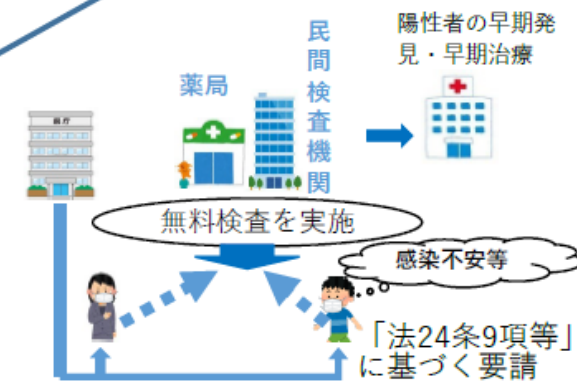 陽性者の早期発
見・早期治療
民間検査機関
薬局
無料検査を実施
感染不安等
「法24条9項等」
に基づく要請